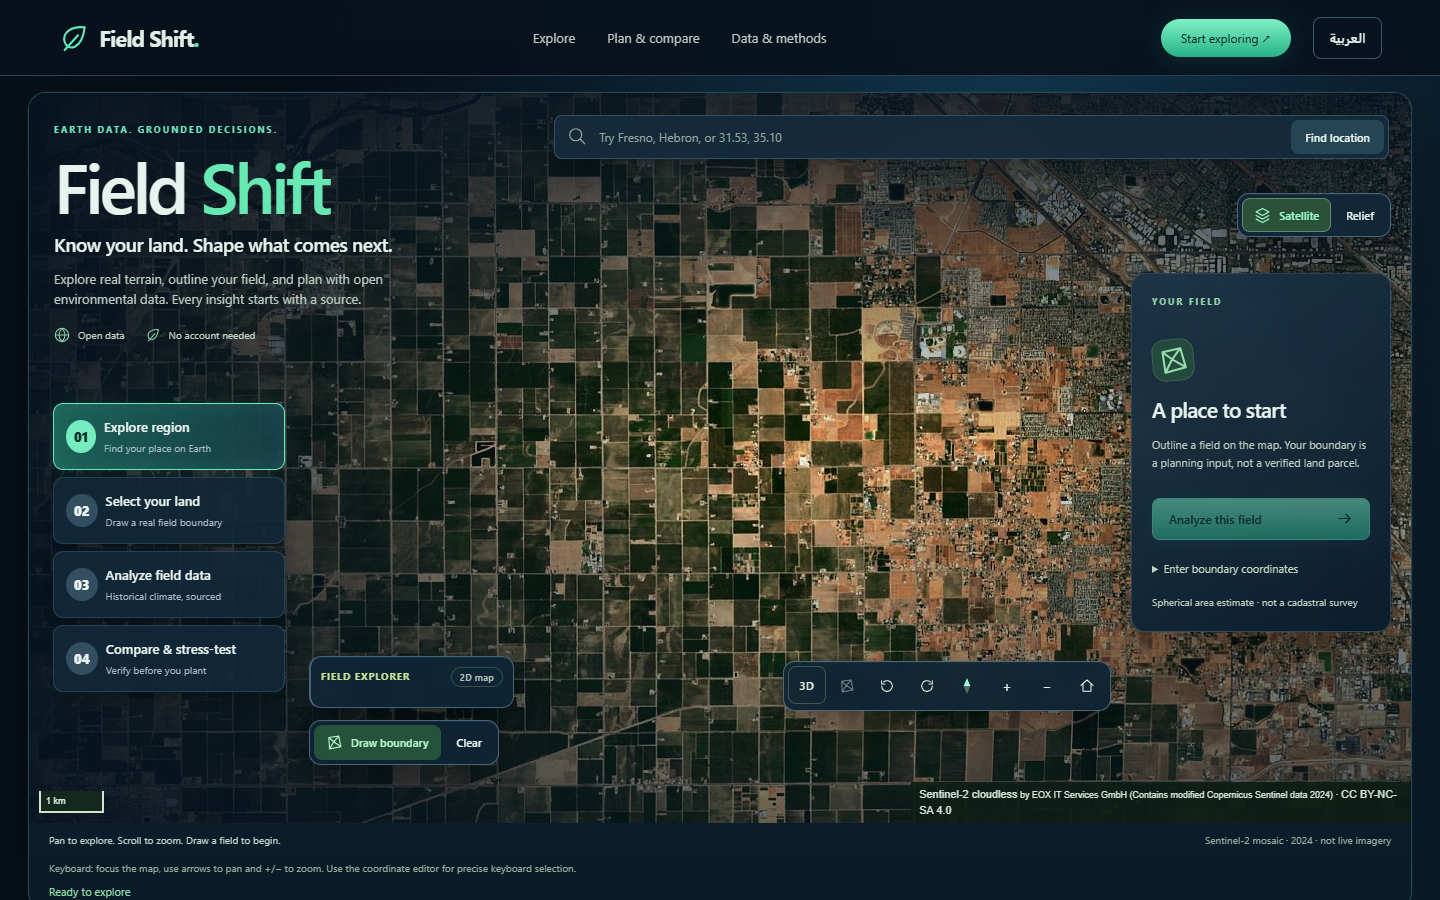 Field Shift.
Explore
Plan & compare
Data & methods
Start exploring ↗
العربية
EARTH DATA. GROUNDED DECISIONS.
Field Shift
Know your land. Shape what comes next.
Explore real terrain, outline your field, and plan with open
environmental data. Every insight starts with a source.
Open data
No account needed
Try Fresno, Hebron, or 31.53, 35.10
Find location
Satellite
Relief
01
Explore region
Find your place on Earth
02
Select your land
Draw a real field boundary
03
Analyze field data
Historical climate, sourced
04
Compare & stress-test
Verify before you plant
YOUR FIELD
A place to start
Outline a field on the map. Your boundary is
a planning input, not a verified land parcel.
Analyze this field →
▶ Enter boundary coordinates
Spherical area estimate · not a cadastral survey
FIELD EXPLORER
2D map
Draw boundary
Clear
3D
+
−
1 km
Sentinel-2 cloudless by EOX IT Services GmbH (Contains modified Copernicus Sentinel data 2024) · CC BY-NC-
SA 4.0
Pan to explore. Scroll to zoom. Draw a field to begin.
Sentinel-2 mosaic · 2024 · not live imagery
Keyboard: focus the map, use arrows to pan and +/− to zoom. Use the coordinate editor for precise keyboard selection.
Ready to explore